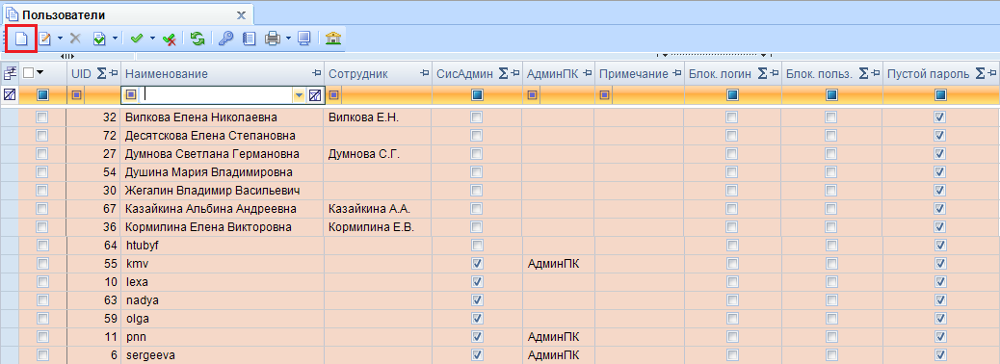 Пользователи
UID Σ Наименование Сотрудник СисАдмин Σ АдминПК Примечание Блок. логин Σ Блок. польз. Σ Пустой пароль Σ
32 Вилкова Елена Николаевна Вилкова Е.Н.
72 Десятскова Елена Степановна
27 Думнова Светлана Германовна Думнова С.Г.
54 Душина Мария Владимировна
30 Жегалин Владимир Васильевич
67 Казайкина Альбина Андреевна Казайкина А.А.
36 Кормилина Елена Викторовна Кормилина Е.В.
64 htubyf
55 kmv АдминПК
10 lexa
63 nadya
59 olga
11 pnn АдминПК
6 sergeeva АдминПК